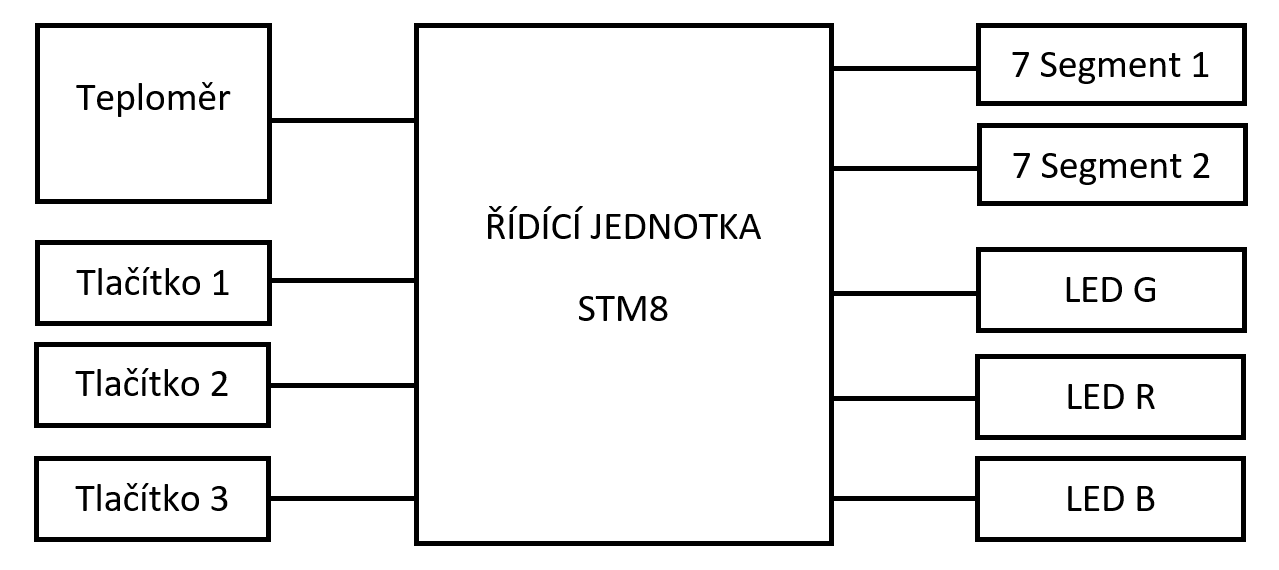 Teploměr
Tlačítko 1
Tlačítko 2
Tlačítko 3
ŘÍDÍCÍ JEDNOTKA
STM8
7 Segment 1
7 Segment 2
LED G
LED R
LED B